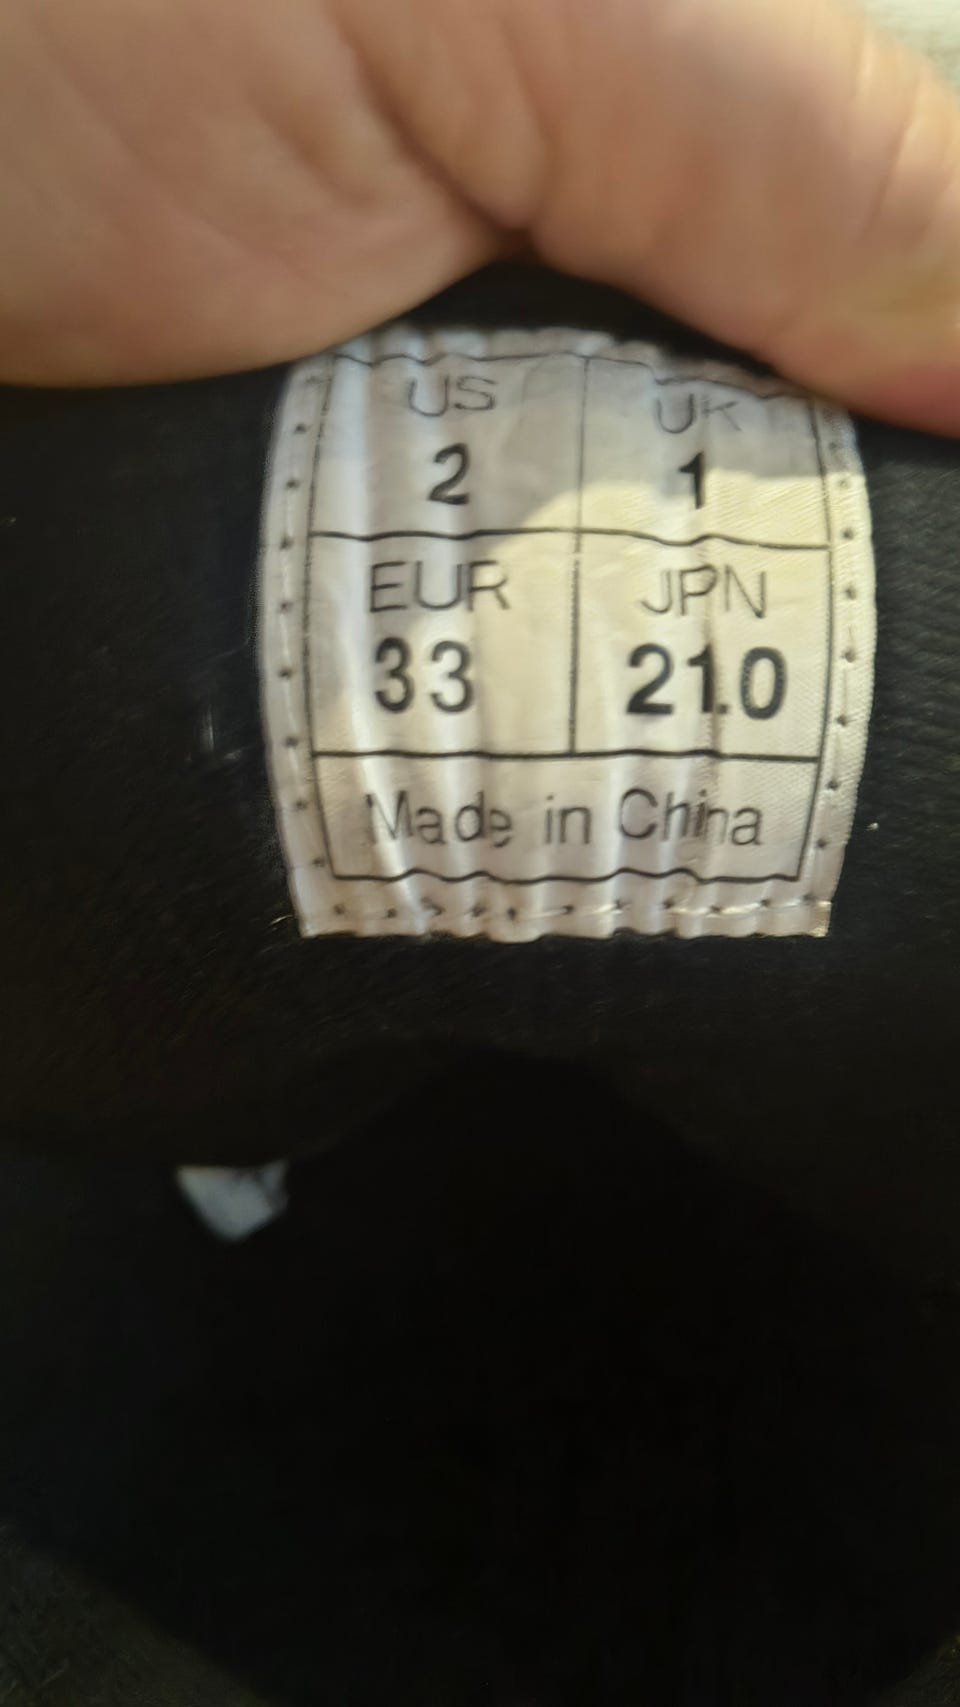 US UK
2 1
EUR JPN
33 21.0
Made in China